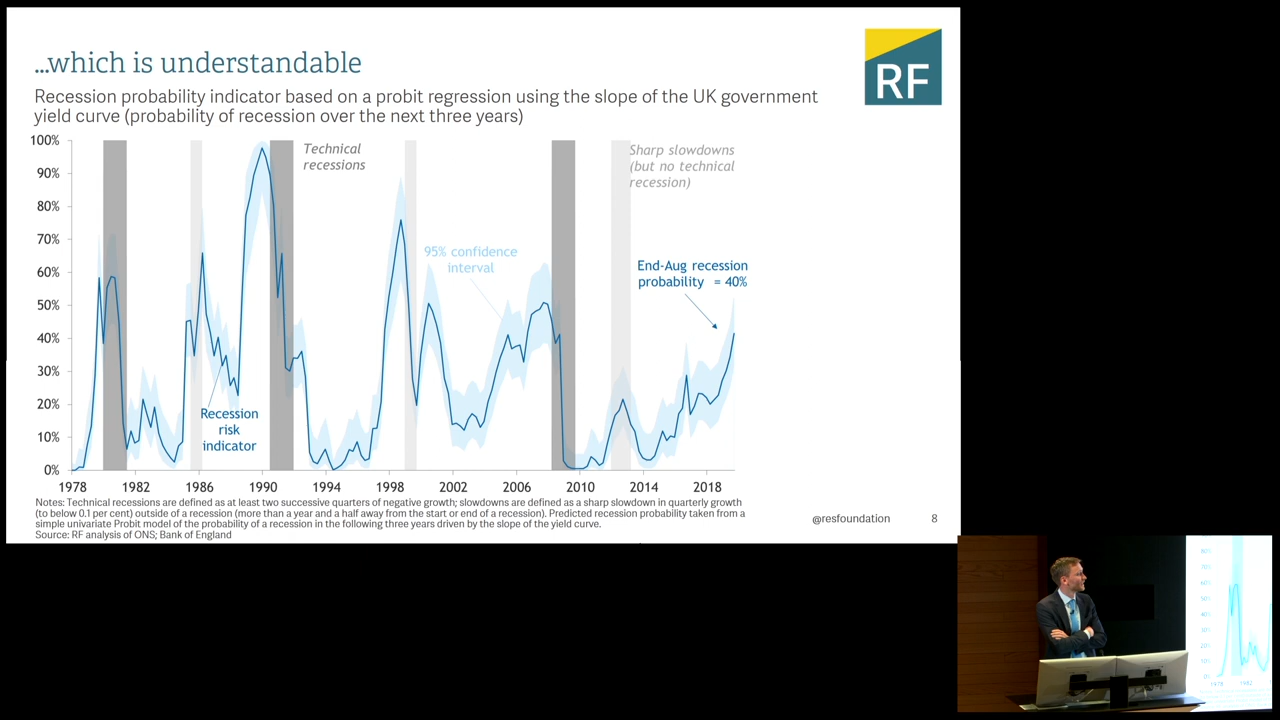 ...which is understandable
RF
Recession probability indicator based on a probit regression using the slope of the UK government
yield curve (probability of recession over the next three years)
100%
90%
80%
70%
60%
50%
40%
30%
20%
10%
0%
Technical
recessions
Sharp slowdowns
(but no technical
recession)
95% confidence
interval
End-Aug recession
probability = 40%
Recession
risk
indicator
1978
1982
1986
1990
1994
1998
2002
2006
2010
2014
2018
Notes: Technical recessions are defined as at least two successive quarters of negative growth; slowdowns are defined as a sharp slowdown in quarterly growth
(to below 0.1 per cent) outside of a recession (more than a year and a half away from the start or end of a recession). Predicted recession probability taken from a
simple univariate Probit model of the probability of a recession in the following three years driven by the slope of the yield curve.
Source: RF analysis of ONS; Bank of England
@resfoundation
8